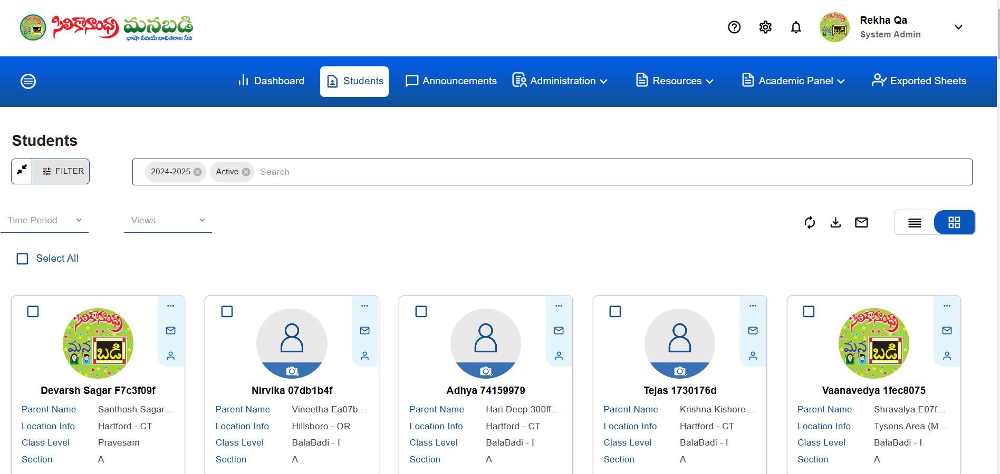 సిలికానాంధ్ర మనబడి
భాషా సేవయే భావితరాల సేవ
Rekha Qa
System Admin
Dashboard
Students
Announcements
Administration
Resources
Academic Panel
Exported Sheets
Students
FILTER
2024-2025
Active
Search
Time Period
Views
Select All
సిలికానాంధ్ర
మన బడి
Devarsh Sagar F7c3f09f
Parent Name Santhosh Sagar...
Location Info Hartford - CT
Class Level Pravesam
Section A
Nirvika 07db1b4f
Parent Name Vineetha Ea07b...
Location Info Hillsboro - OR
Class Level BalaBadi - I
Section A
Adhya 74159979
Parent Name Hari Deep 300ff...
Location Info Hartford - CT
Class Level BalaBadi - I
Section A
Tejas 1730176d
Parent Name Krishna Kishore...
Location Info Hartford - CT
Class Level BalaBadi - I
Section A
సిలికానాంధ్ర
మన బడి
Vaanavedya 1fec8075
Parent Name Shravalya E07f...
Location Info Tysons Area (M...
Class Level BalaBadi - I
Section A